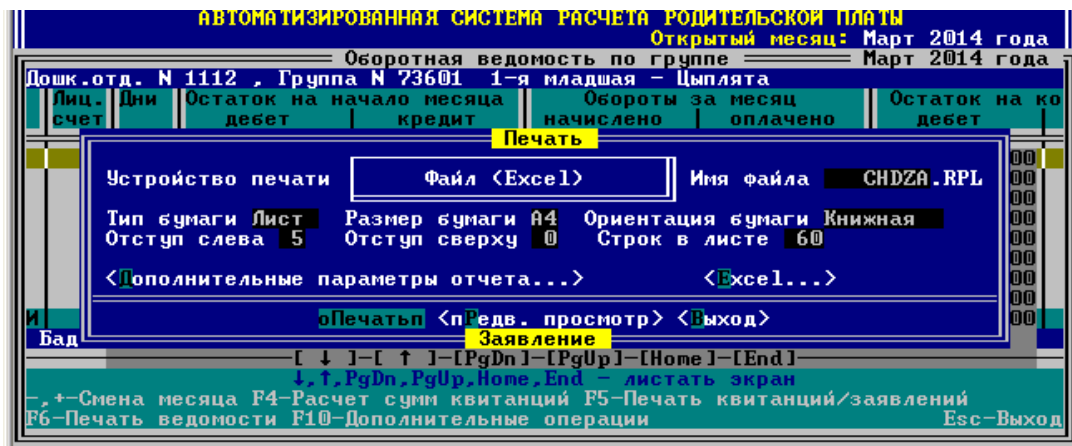 АВТОМАТИЗИРОВАННАЯ СИСТЕМА РАСЧЕТА РОДИТЕЛЬСКОЙ ПЛАТЫ
Открытый месяц: Март 2014 года
Оборотная ведомость по группе Март 2014 года
Дошк.отд. N 1112 , Группа N 73601 1-я младшая - Цыплята
Лиц. Дни Остаток на начало месяца Обороты за месяц Остаток на ко
счет дебет | кредит начислено | оплачено дебет |
Печать
Устройство печати Файл (Excel) Имя файла CHDZA.RPL
Тип бумаги Лист Размер бумаги А4 Ориентация бумаги Книжная
Отступ слева 5 Отступ сверху 0 Строк в листе 60
<Дополнительные параметры отчета...> <Excel...>
оПечатьп <пРедв. просмотр> <Выход>
И
Бад Заявление
[ ↓ ]-[ ↑ ]-[PgDn]-[PgUp]-[Home]-[End]
↓,↑,PgDn,PgUp,Home,End - листать экран
-,+-Смена месяца F4-Расчет сумм квитанций F5-Печать квитанций/заявлений
F6-Печать ведомости F10-Дополнительные операции Esc-Выход